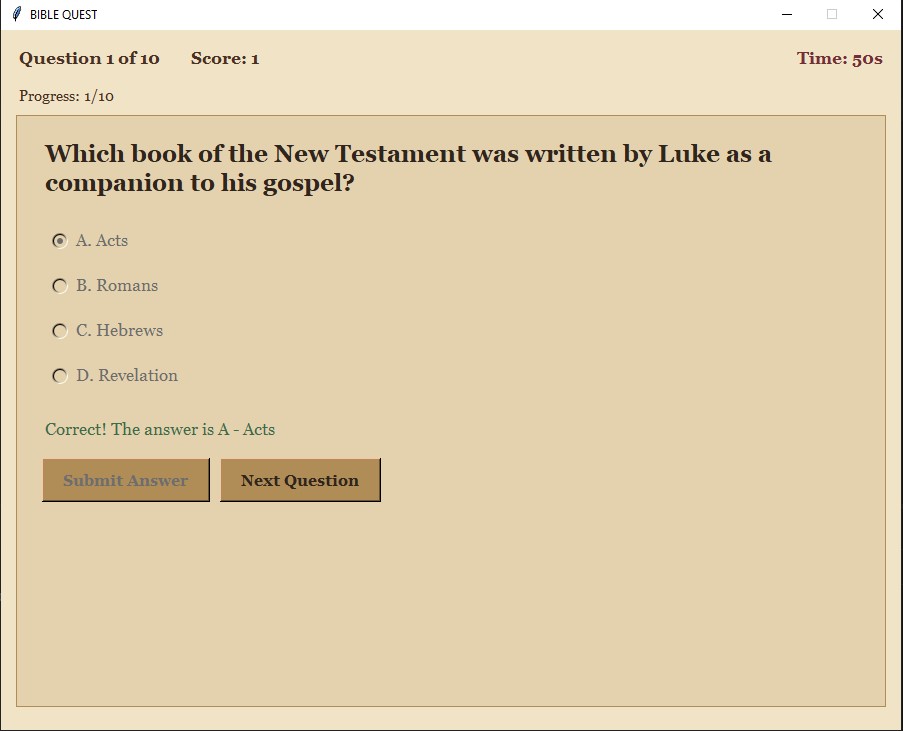 BIBLE QUEST
Question 1 of 10 Score: 1 Time: 50s
Progress: 1/10
Which book of the New Testament was written by Luke as a
companion to his gospel?
A. Acts
B. Romans
C. Hebrews
D. Revelation
Correct! The answer is A - Acts
Submit Answer Next Question